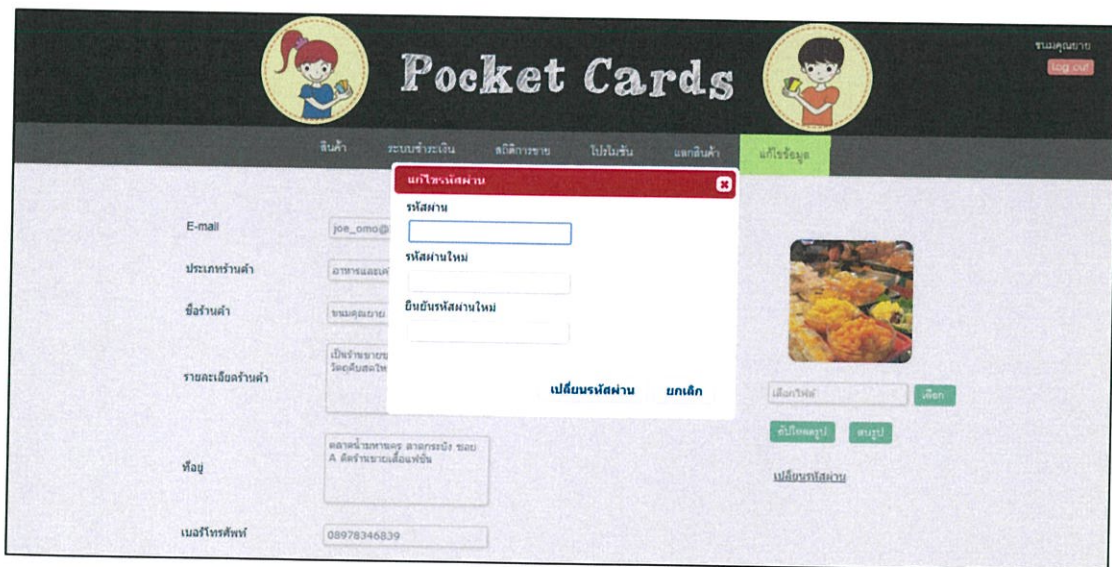 Pocket Cards
ขนมคุณยาย
Log out
สินค้า ระบบชำระเงิน สถิติการขาย โปรโมชั่น แลกสินค้า แก้ไขข้อมูล
แก้ไขรหัสผ่าน
รหัสผ่าน
รหัสผ่านใหม่
ยืนยันรหัสผ่านใหม่
เปลี่ยนรหัสผ่าน ยกเลิก
E-mail joe_omo@
ประเภทร้านค้า อาหารและเค
ชื่อร้านค้า ขนมคุณยาย
รายละเอียดร้านค้า
เป็นร้านขายข
วัตถุดิบสดให
ที่อยู่
ตลาดน้ำมหานคร ลาดกระบัง ซอย
A ติดร้านขายเสื้อแฟชั่น
เบอร์โทรศัพท์ 08978346839
เลือกไฟล์ เลือก
อัปโหลดรูป ลบรูป
เปลี่ยนรหัสผ่าน